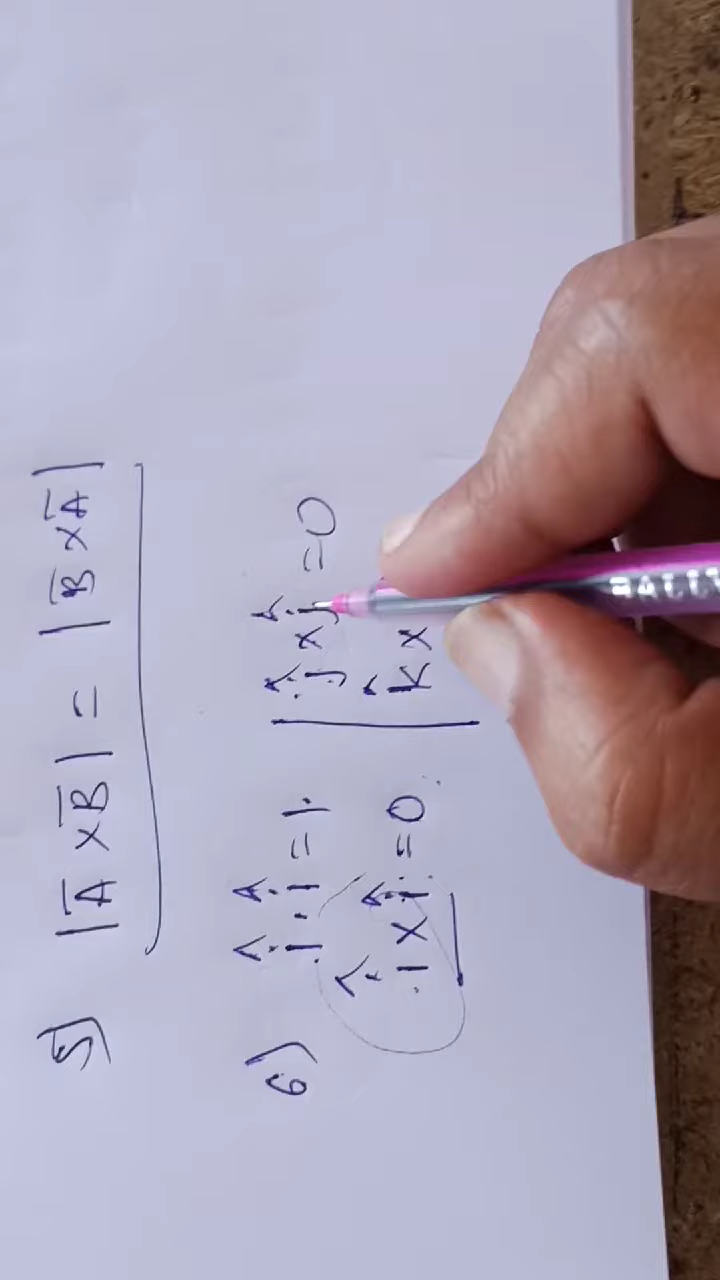 5) |A̅ × B̅| = |B̅ × A̅|
6) î . î = 1. ĵ × ĵ = 0
î × î = 0. k̂ ×